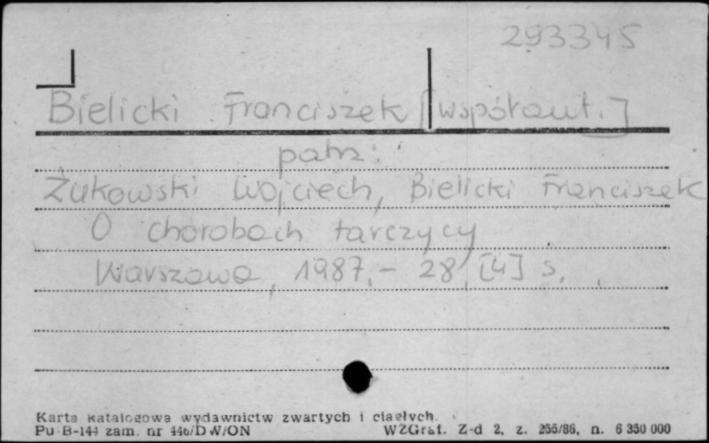 293345
Bielicki Franciszek [współaut.]
patrz:
Żukowski Wojciech, Bielicki Franciszek
O chorobach tarczycy
Warszawa, 1987.- 28, [4] s.
Karta katalogowa wydawnictw zwartych i ciągłych.
Pu B-144 zam. nr 446/DW/ON WZGraf. Z-d 2, z. 255/86, n. 6 350 000